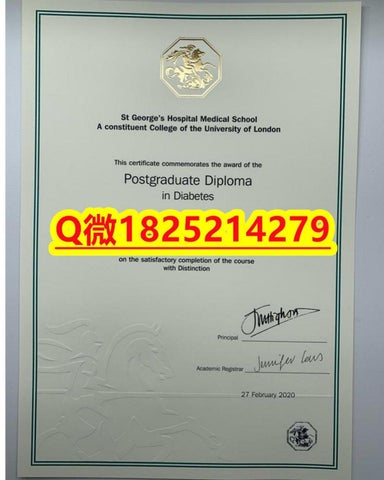 St George's Hospital Medical School
A constituent College of the University of London
This certificate commemorates the award of the
Postgraduate Diploma
in Diabetes
Q微1825214279
on the satisfactory completion of the course
with Distinction
Principal
Academic Registrar
27 February 2020